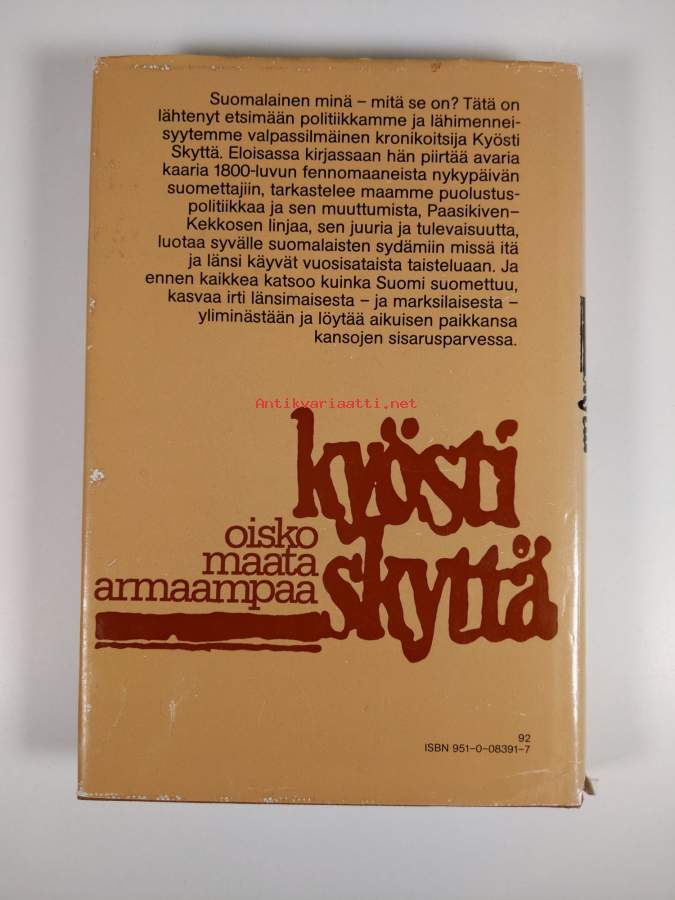 Suomalainen minä – mitä se on? Tätä on
lähtenyt etsimään politiikkamme ja lähimennei-
syytemme valpassilmäinen kronikoitsija Kyösti
Skyttä. Eloisassa kirjassaan hän piirtää avaria
kaaria 1800-luvun fennomaaneista nykypäivän
suomettajiin, tarkastelee maamme puolustus-
politiikkaa ja sen muuttumista, Paasikiven–
Kekkosen linjaa, sen juuria ja tulevaisuutta,
luotaa syvälle suomalaisten sydämiin missä itä
ja länsi käyvät vuosisataista taisteluaan. Ja
ennen kaikkea katsoo kuinka Suomi suomettuu,
kasvaa irti länsimaisesta – ja marksilaisesta –
yliminästään ja löytää aikuisen paikkansa
kansojen sisarusparvessa.
Antikvariaatti.net
kyösti
skyttä
oisko
maata
armaampaa
92
ISBN 951-0-08391-7